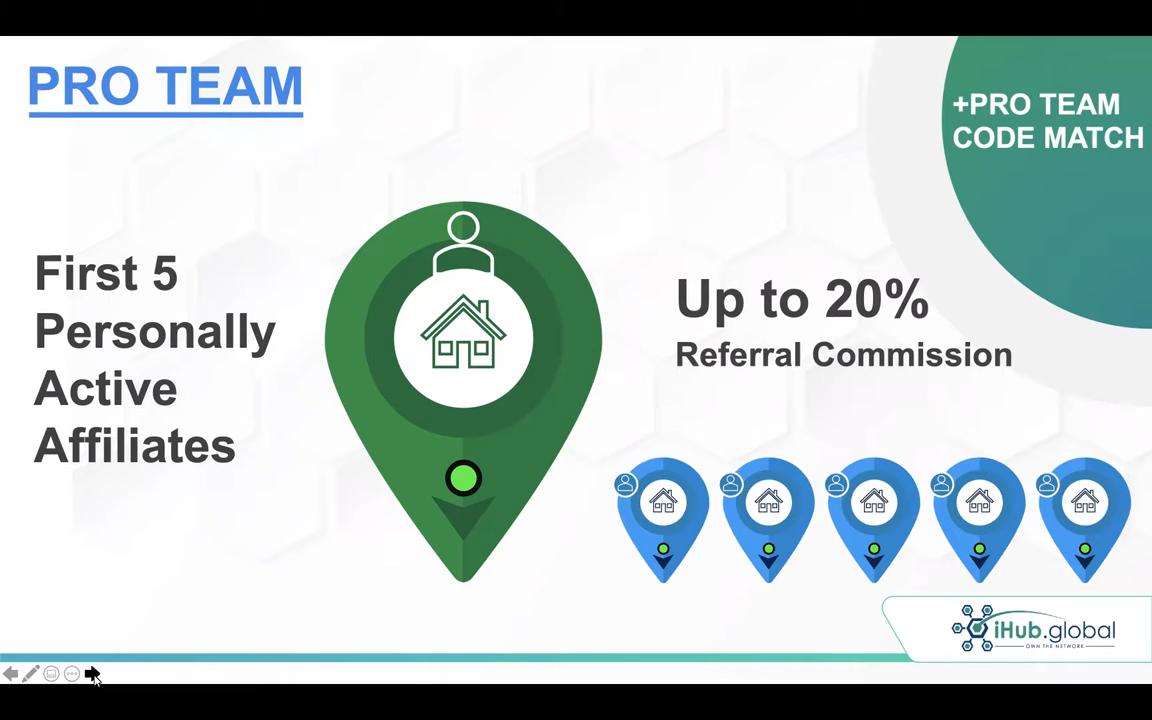 PRO TEAM
+PRO TEAM
CODE MATCH
First 5
Personally
Active
Affiliates
Up to 20%
Referral Commission
iHub.global
OWN THE NETWORK